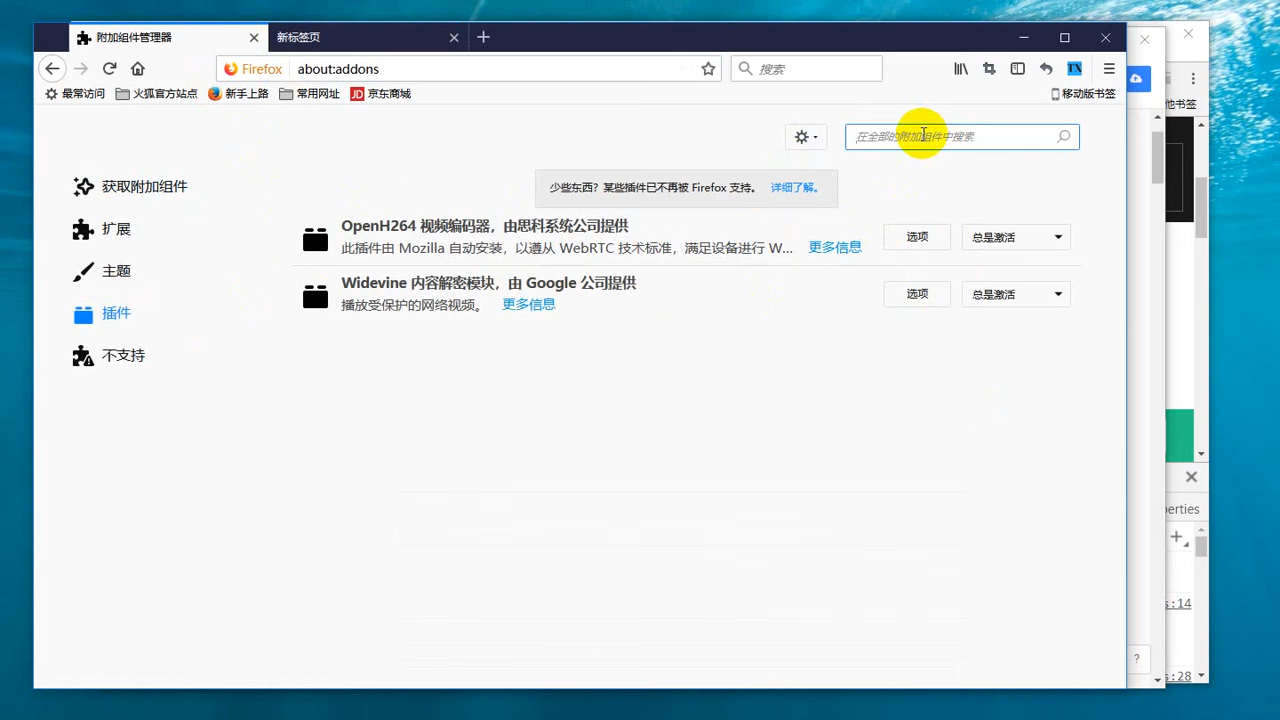 附加组件管理器
新标签页
Firefox about:addons
搜索
最常访问 火狐官方站点 新手上路 常用网址 JD 京东商城 移动版书签
他书签
在全部的附加组件中搜索
获取附加组件
扩展
主题
插件
不支持
少些东西？某些插件已不再被 Firefox 支持。 详细了解。
OpenH264 视频编码器，由思科系统公司提供
此插件由 Mozilla 自动安装，以遵从 WebRTC 技术标准，满足设备进行 W... 更多信息
选项 总是激活
Widevine 内容解密模块，由 Google 公司提供
播放受保护的网络视频。 更多信息
选项 总是激活
perties
s:14
?
s:28
TX